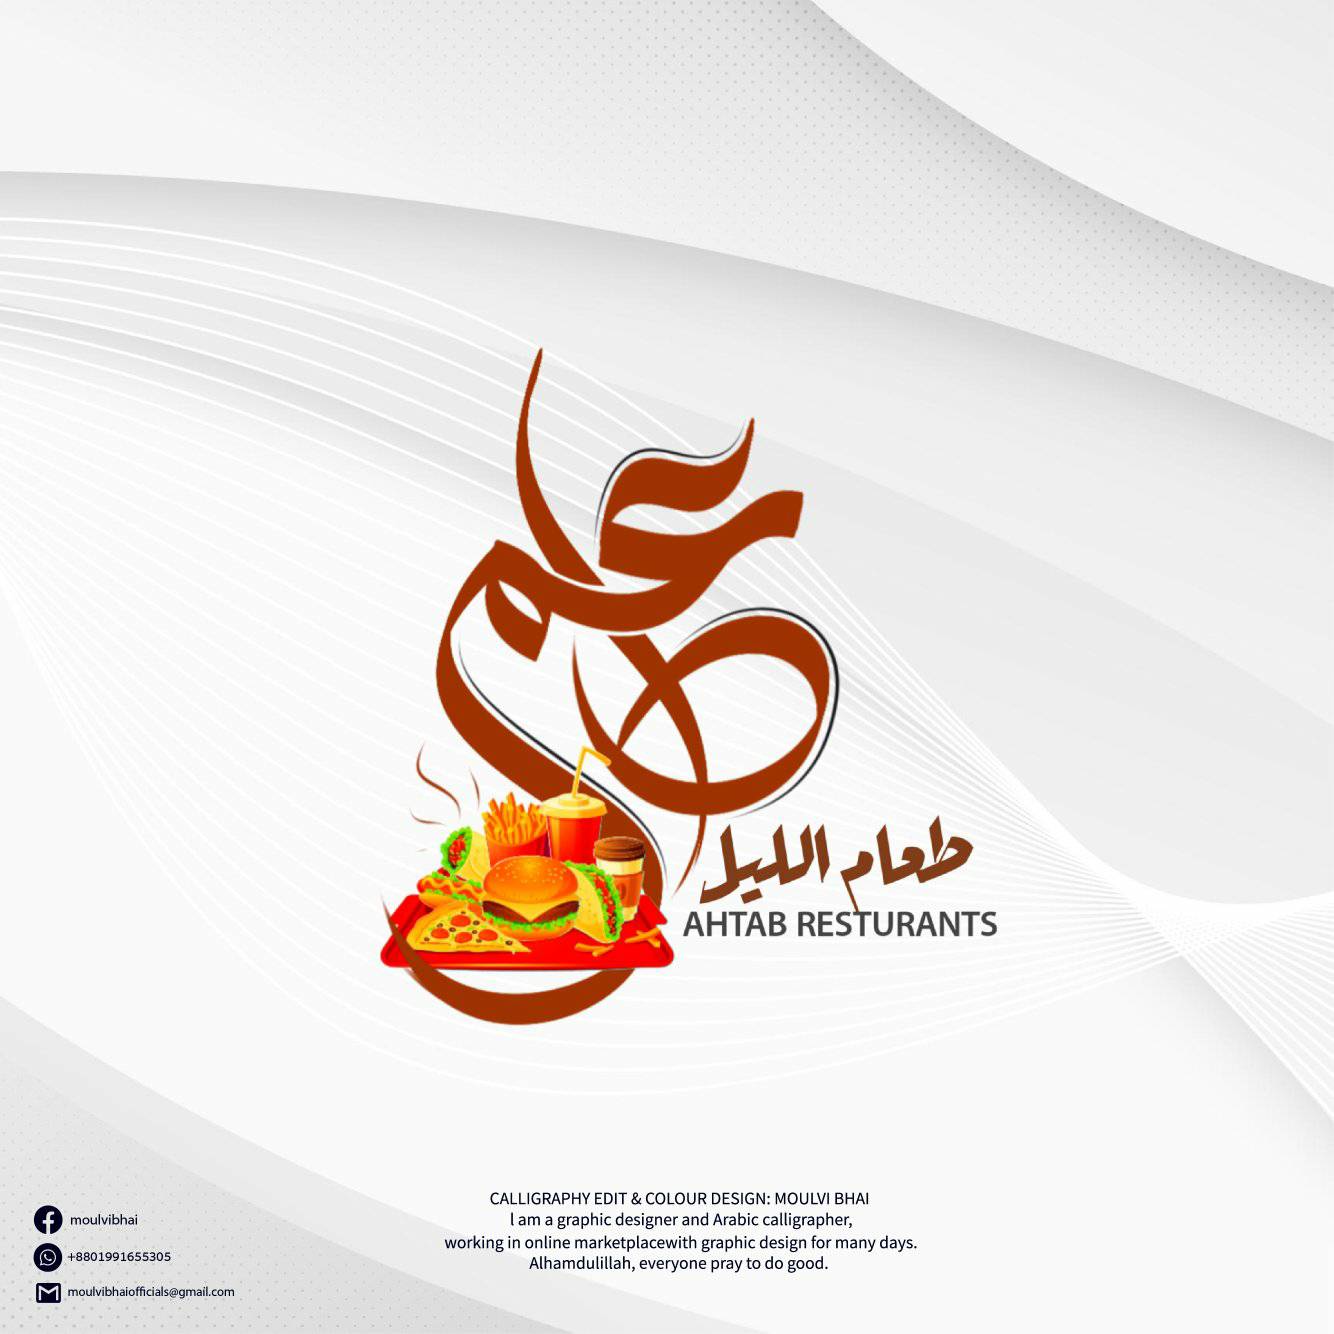 طعام
طعام الليل
AHTAB RESTURANTS
CALLIGRAPHY EDIT & COLOUR DESIGN: MOULVI BHAI
I am a graphic designer and Arabic calligrapher,
working in online marketplacewith graphic design for many days.
Alhamdulillah, everyone pray to do good.
moulvibhai
+8801991655305
moulvibhaiofficials@gmail.com